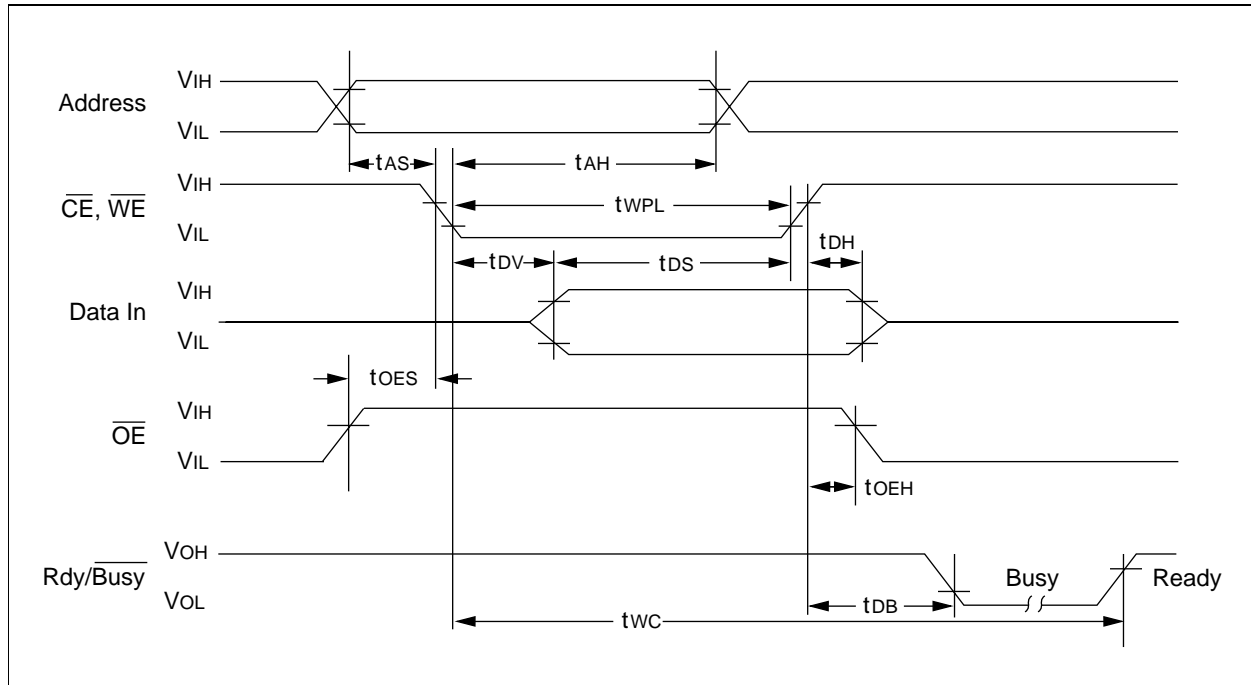 Address
VIH
VIL
tAS
tAH
CE, WE
VIH
VIL
tWPL
tDH
tDV
tDS
Data In
VIH
VIL
tOES
OE
VIH
VIL
tOEH
Rdy/Busy
VOH
VOL
Busy
Ready
tDB
tWC